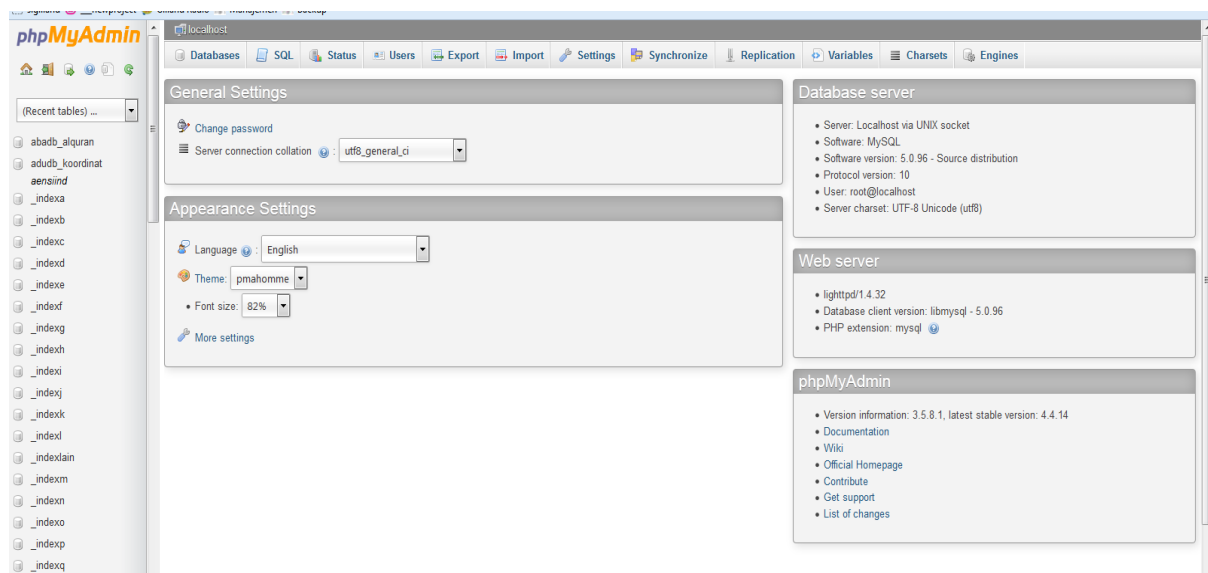 phpMyAdmin
(Recent tables) ...
abadb_alquran
adudb_koordinat
aensiind
_indexa
_indexb
_indexc
_indexd
_indexe
_indexf
_indexg
_indexh
_indexi
_indexj
_indexk
_indexl
_indexlain
_indexm
_indexn
_indexo
_indexp
_indexq
localhost
Databases SQL Status Users Export Import Settings Synchronize Replication Variables Charsets Engines
General Settings
Change password
Server connection collation : utf8_general_ci
Appearance Settings
Language : English
Theme: pmahomme
• Font size: 82%
More settings
Database server
• Server: Localhost via UNIX socket
• Software: MySQL
• Software version: 5.0.96 - Source distribution
• Protocol version: 10
• User: root@localhost
• Server charset: UTF-8 Unicode (utf8)
Web server
• lighttpd/1.4.32
• Database client version: libmysql - 5.0.96
• PHP extension: mysql
phpMyAdmin
• Version information: 3.5.8.1, latest stable version: 4.4.14
• Documentation
• Wiki
• Official Homepage
• Contribute
• Get support
• List of changes